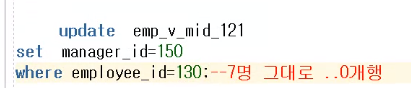 update emp_v_mid_121
set manager_id=150
where employee_id=130;--7명 그대로 ..0개행